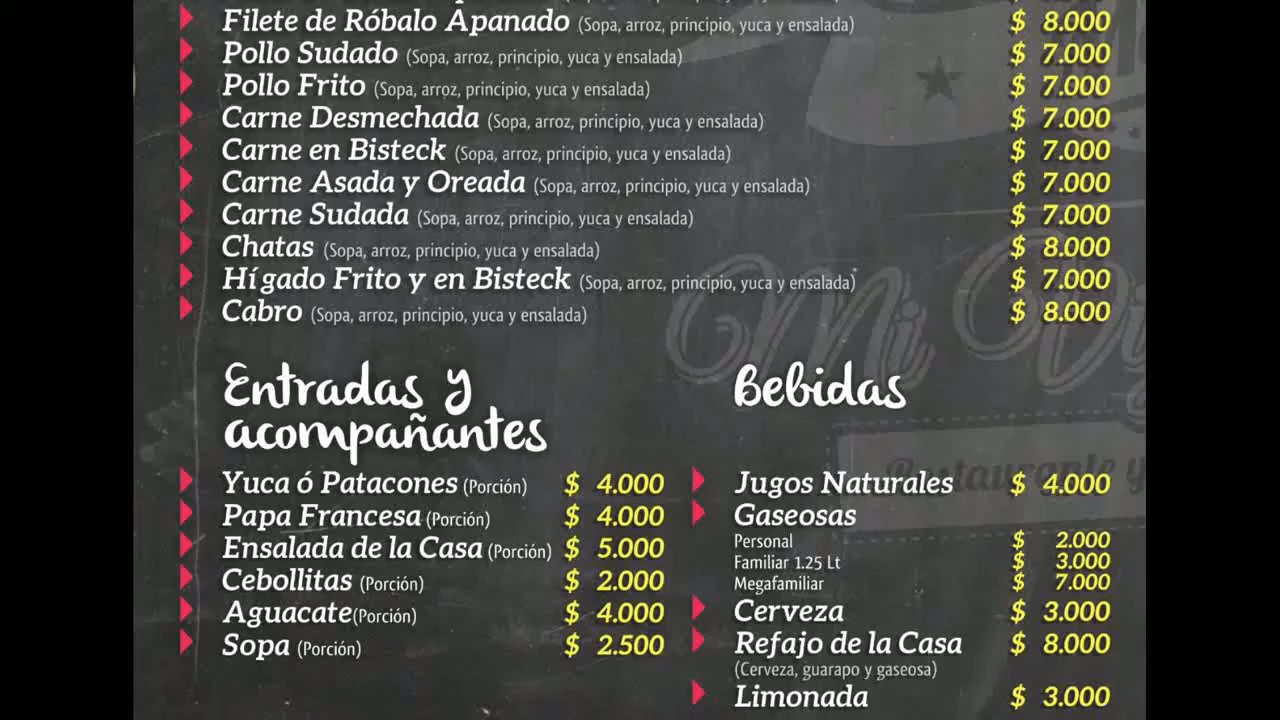 Filete de Róbalo Apanado (Sopa, arroz, principio, yuca y ensalada) $ 8.000
Pollo Sudado (Sopa, arroz, principio, yuca y ensalada) $ 7.000
Pollo Frito (Sopa, arroz, principio, yuca y ensalada) $ 7.000
Carne Desmechada (Sopa, arroz, principio, yuca y ensalada) $ 7.000
Carne en Bisteck (Sopa, arroz, principio, yuca y ensalada) $ 7.000
Carne Asada y Oreada (Sopa, arroz, principio, yuca y ensalada) $ 7.000
Carne Sudada (Sopa, arroz, principio, yuca y ensalada) $ 7.000
Chatas (Sopa, arroz, principio, yuca y ensalada) $ 8.000
Hígado Frito y en Bisteck (Sopa, arroz, principio, yuca y ensalada) $ 7.000
Cabro (Sopa, arroz, principio, yuca y ensalada) $ 8.000
Mi
Restaurante y
Entradas y
acompañantes
Yuca ó Patacones (Porción) $ 4.000
Papa Francesa (Porción) $ 4.000
Ensalada de la Casa (Porción) $ 5.000
Cebollitas (Porción) $ 2.000
Aguacate(Porción) $ 4.000
Sopa (Porción) $ 2.500
Bebidas
Jugos Naturales $ 4.000
Gaseosas
Personal $ 2.000
Familiar 1.25 Lt $ 3.000
Megafamiliar $ 7.000
Cerveza $ 3.000
Refajo de la Casa $ 8.000
(Cerveza, guarapo y gaseosa)
Limonada $ 3.000